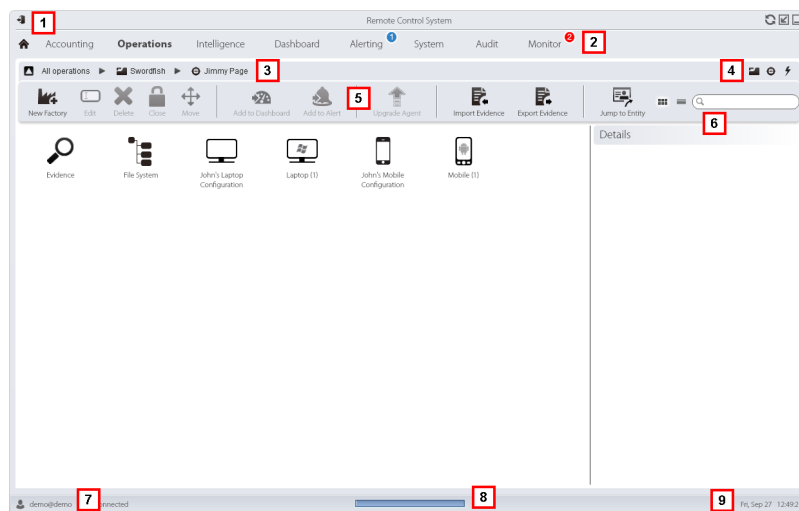 1
Remote Control System
Accounting Operations Intelligence Dashboard Alerting 1 System Audit Monitor 2 2
All operations Swordfish Jimmy Page 3 4
New Factory Edit Delete Close Move Add to Dashboard Add to Alert 5 Upgrade Agent Import Evidence Export Evidence Jump to Entity
6
Details
Evidence File System John's Laptop Configuration Laptop (1) John's Mobile Configuration Mobile (1)
demo@demo 7 8 9 Fri, Sep 27 12:49:2